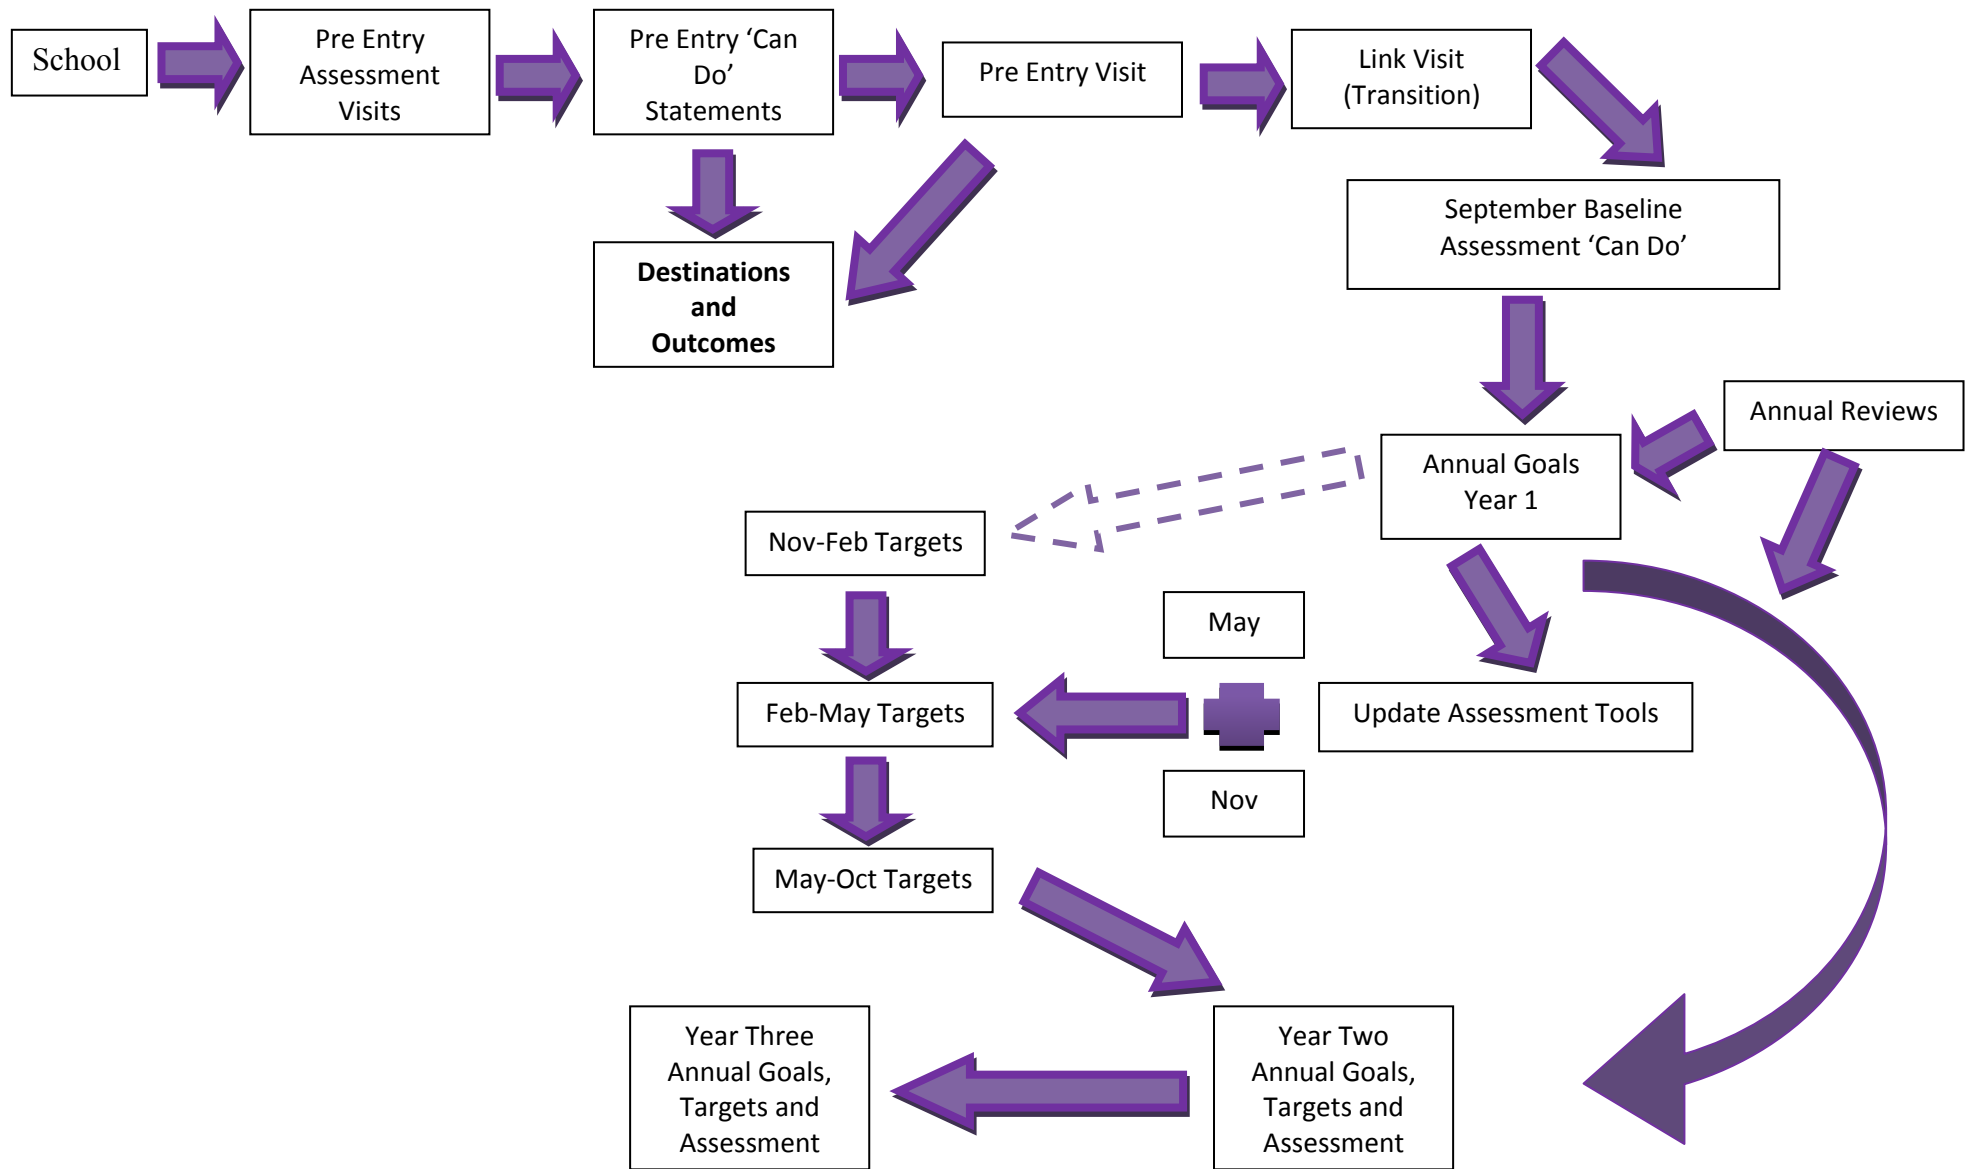 School
Pre Entry
Assessment
Visits
Pre Entry ‘Can
Do’
Statements
Pre Entry Visit
Link Visit
(Transition)
September Baseline
Assessment ‘Can Do’
Destinations
and
Outcomes
Annual Reviews
Annual Goals
Year 1
Nov-Feb Targets
May
Feb-May Targets
Update Assessment Tools
Nov
May-Oct Targets
Year Three
Annual Goals,
Targets and
Assessment
Year Two
Annual Goals,
Targets and
Assessment